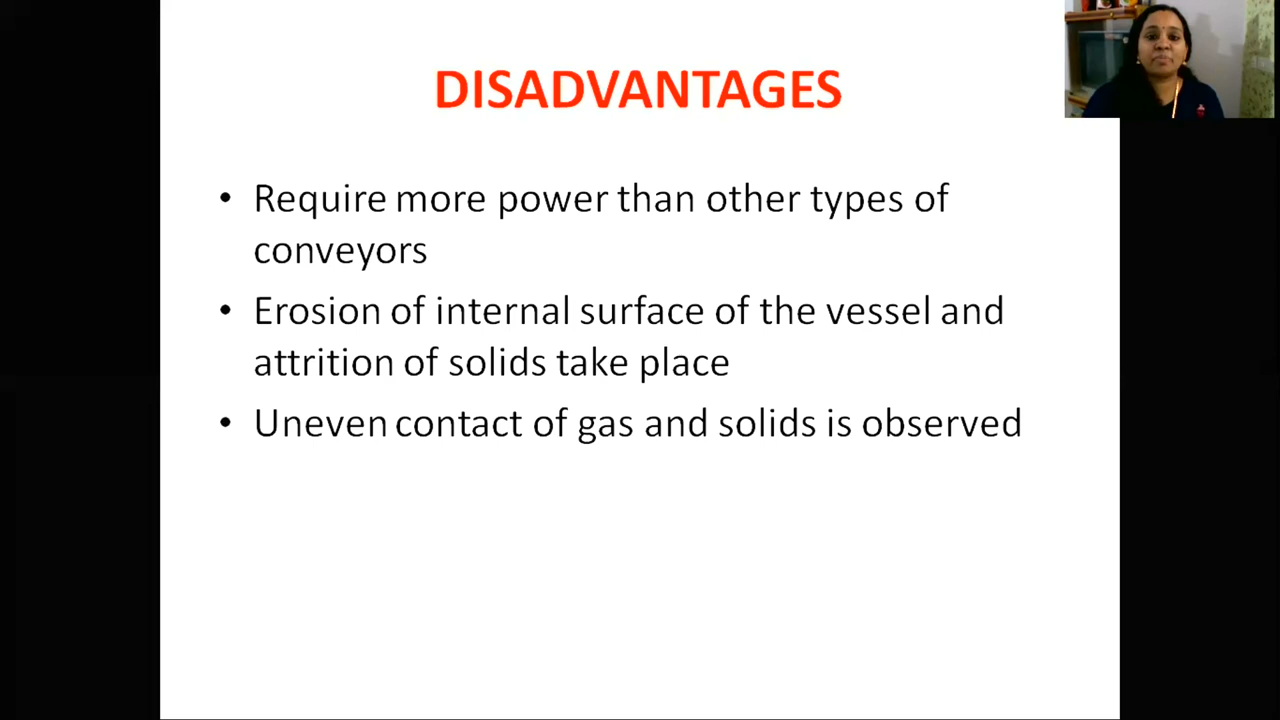 DISADVANTAGES
• Require more power than other types of
conveyors
• Erosion of internal surface of the vessel and
attrition of solids take place
• Uneven contact of gas and solids is observed